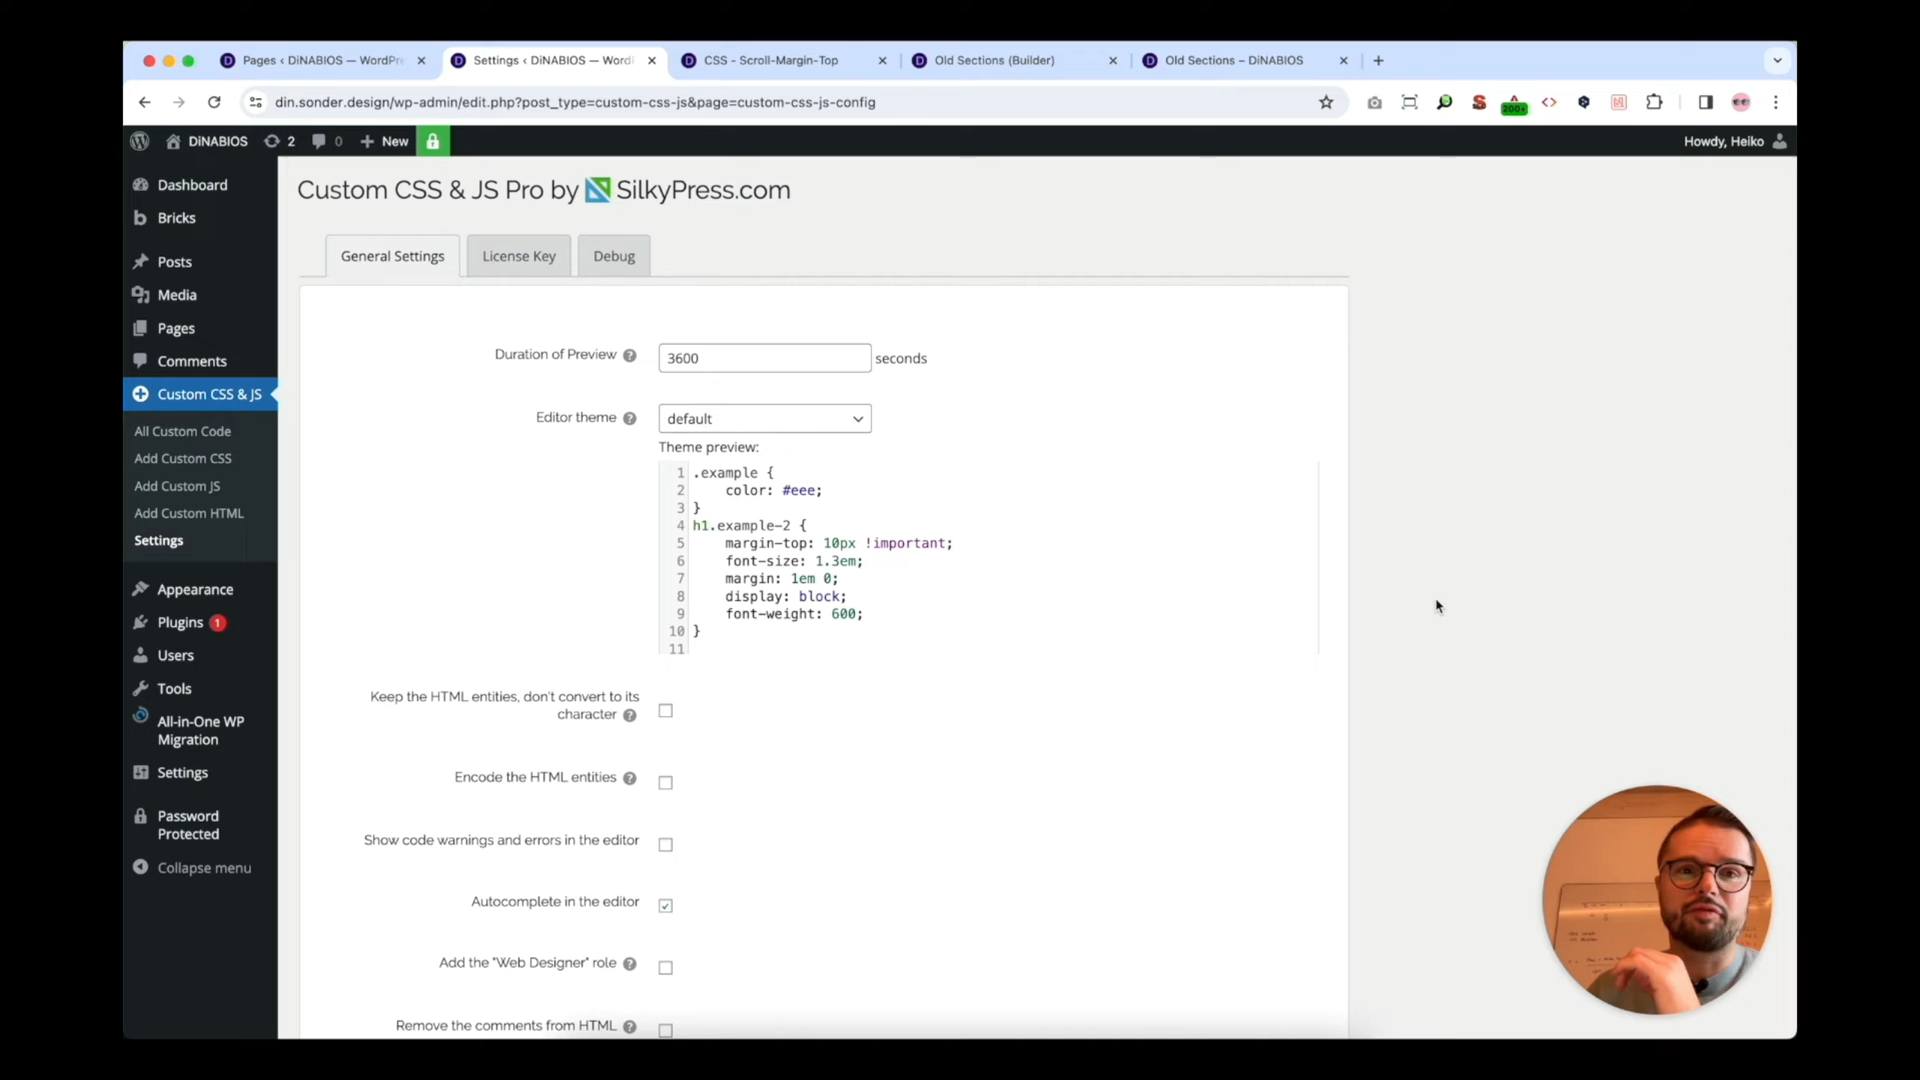 Pages ‹ DiNABIOS — WordPr
Settings ‹ DiNABIOS — Word
CSS - Scroll-Margin-Top
Old Sections (Builder)
Old Sections – DiNABIOS
din.sonder.design/wp-admin/edit.php?post_type=custom-css-js&page=custom-css-js-config
200+
DiNABIOS
2
0
New
Howdy, Heiko
Dashboard
Bricks
Posts
Media
Pages
Comments
Custom CSS & JS
All Custom Code
Add Custom CSS
Add Custom JS
Add Custom HTML
Settings
Appearance
Plugins 1
Users
Tools
All-in-One WP
Migration
Settings
Password
Protected
Collapse menu
Custom CSS & JS Pro by SilkyPress.com
General Settings
License Key
Debug
Duration of Preview ?
3600
seconds
Editor theme ?
default
Theme preview:
1 .example {
2 color: #eee;
3 }
4 h1.example-2 {
5 margin-top: 10px !important;
6 font-size: 1.3em;
7 margin: 1em 0;
8 display: block;
9 font-weight: 600;
10 }
11
Keep the HTML entities, don't convert to its
character ?
Encode the HTML entities ?
Show code warnings and errors in the editor
Autocomplete in the editor
Add the "Web Designer" role ?
Remove the comments from HTML ?